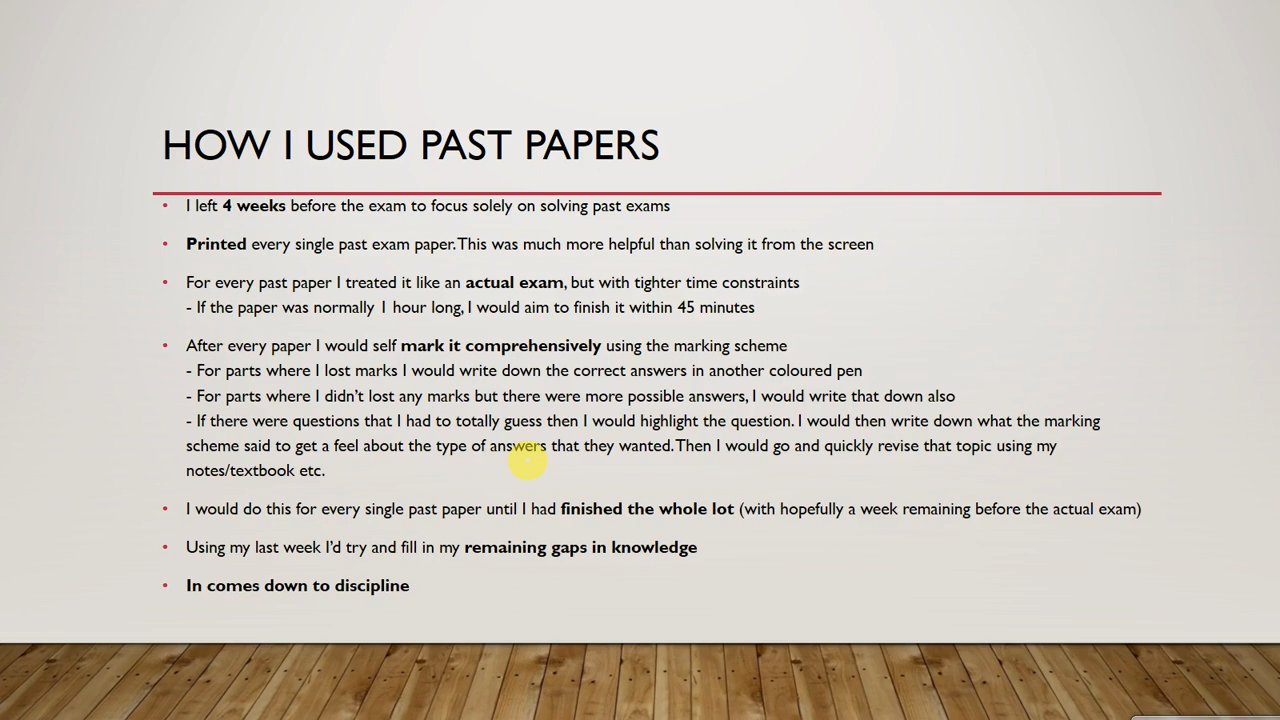 HOW I USED PAST PAPERS
• I left 4 weeks before the exam to focus solely on solving past exams
• Printed every single past exam paper. This was much more helpful than solving it from the screen
• For every past paper I treated it like an actual exam, but with tighter time constraints
- If the paper was normally 1 hour long, I would aim to finish it within 45 minutes
• After every paper I would self mark it comprehensively using the marking scheme
- For parts where I lost marks I would write down the correct answers in another coloured pen
- For parts where I didn't lost any marks but there were more possible answers, I would write that down also
- If there were questions that I had to totally guess then I would highlight the question. I would then write down what the marking
scheme said to get a feel about the type of answers that they wanted. Then I would go and quickly revise that topic using my
notes/textbook etc.
• I would do this for every single past paper until I had finished the whole lot (with hopefully a week remaining before the actual exam)
• Using my last week I'd try and fill in my remaining gaps in knowledge
• In comes down to discipline